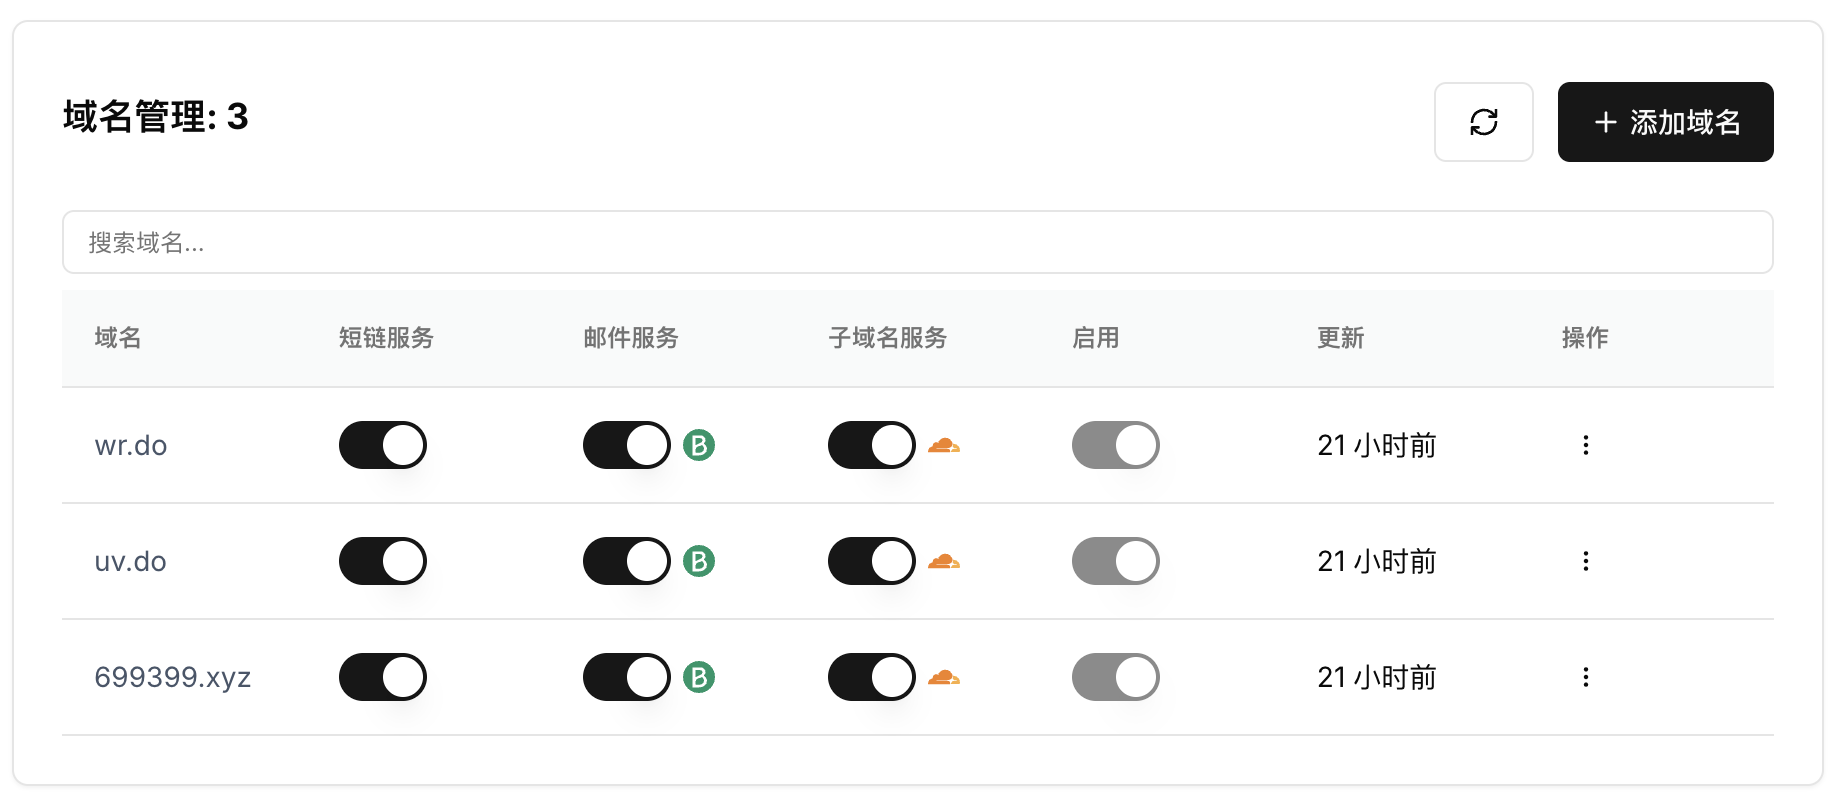 域名管理: 3
+ 添加域名
搜索域名...
域名 短链服务 邮件服务 子域名服务 启用 更新 操作
wr.do B 21 小时前
uv.do B 21 小时前
699399.xyz B 21 小时前